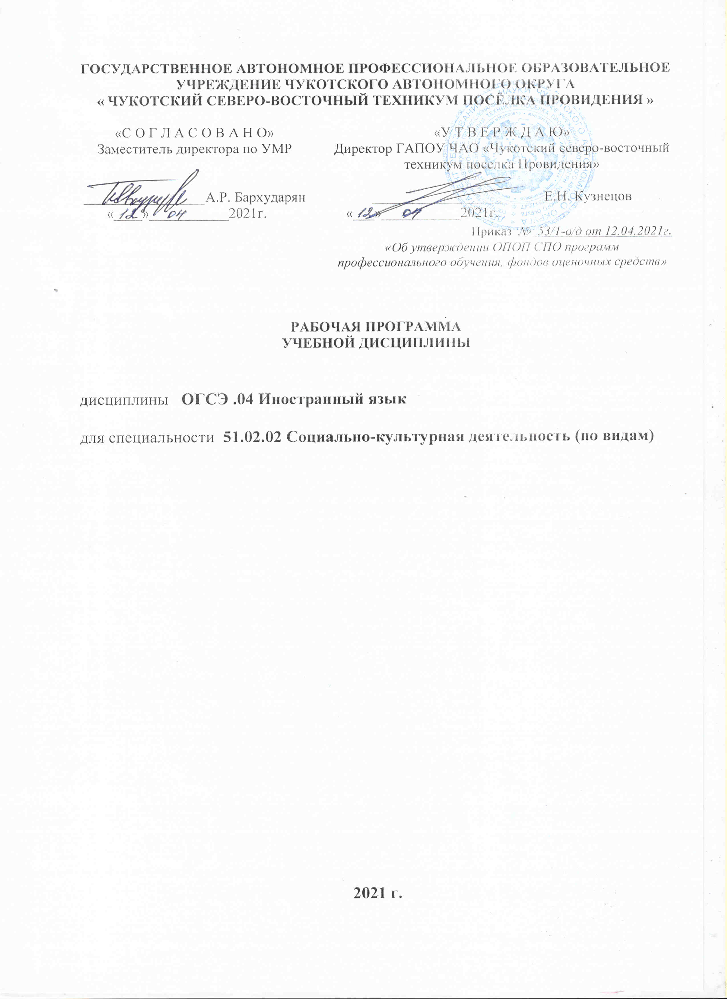 ГОСУДАРСТВЕННОЕ АВТОНОМНОЕ ПРОФЕССИОНАЛЬНОЕ ОБРАЗОВАТЕЛЬНОЕ
УЧРЕЖДЕНИЕ ЧУКОТСКОГО АВТОНОМНОГО ОКРУГА
« ЧУКОТСКИЙ СЕВЕРО-ВОСТОЧНЫЙ ТЕХНИКУМ ПОСЁЛКА ПРОВИДЕНИЯ »
«С О Г Л А С О В А Н О»
Заместитель директора по УМР
А.Р. Бархударян
«12» 04 2021г.
«У Т В Е Р Ж Д А Ю»
Директор ГАПОУ ЧАО «Чукотский северо-восточный
техникум поселка Провидения»
Е.Н. Кузнецов
«12» 04 2021г.
Приказ № 53/1-о/д от 12.04.2021г.
«Об утверждении ОПОП СПО программ
профессионального обучения, фондов оценочных средств»
РАБОЧАЯ ПРОГРАММА
УЧЕБНОЙ ДИСЦИПЛИНЫ
дисциплины ОГСЭ .04 Иностранный язык
для специальности 51.02.02 Социально-культурная деятельность (по видам)
2021 г.